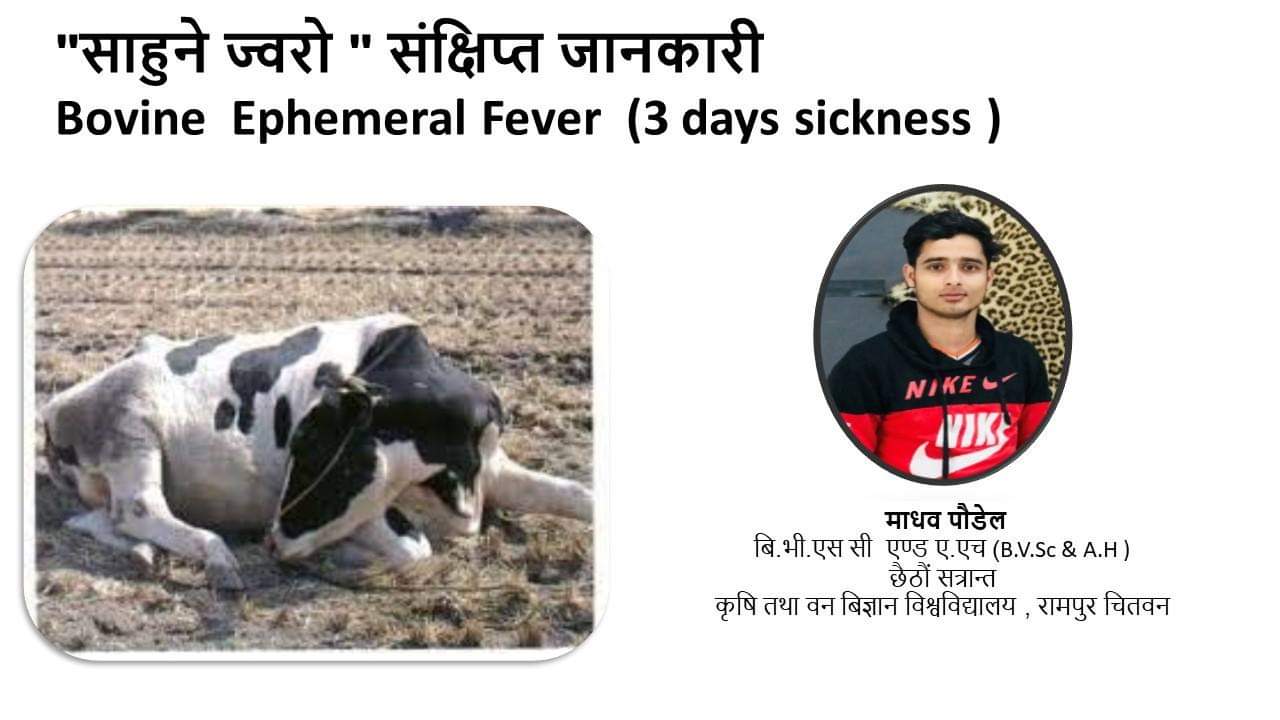 "साहुने ज्वरो " संक्षिप्त जानकारी
Bovine Ephemeral Fever (3 days sickness )
NIKE
NIKE
माधव पौडेल
बि.भी.एस सी एण्ड ए.एच (B.V.Sc & A.H )
छैठौं सत्रान्त
कृषि तथा वन बिज्ञान विश्वविद्यालय , रामपुर चितवन